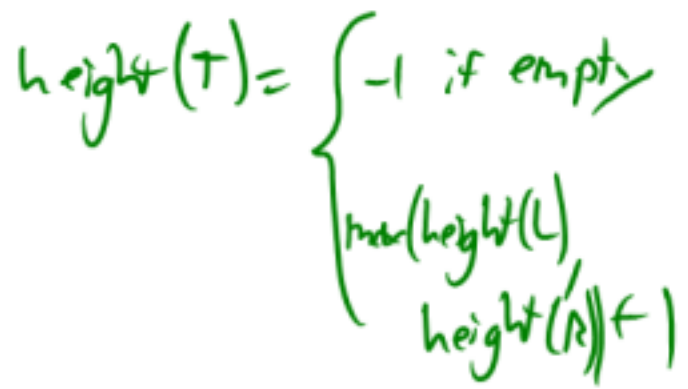 height(T) = { -1 if empty
max(height(L),
height(R)) + 1